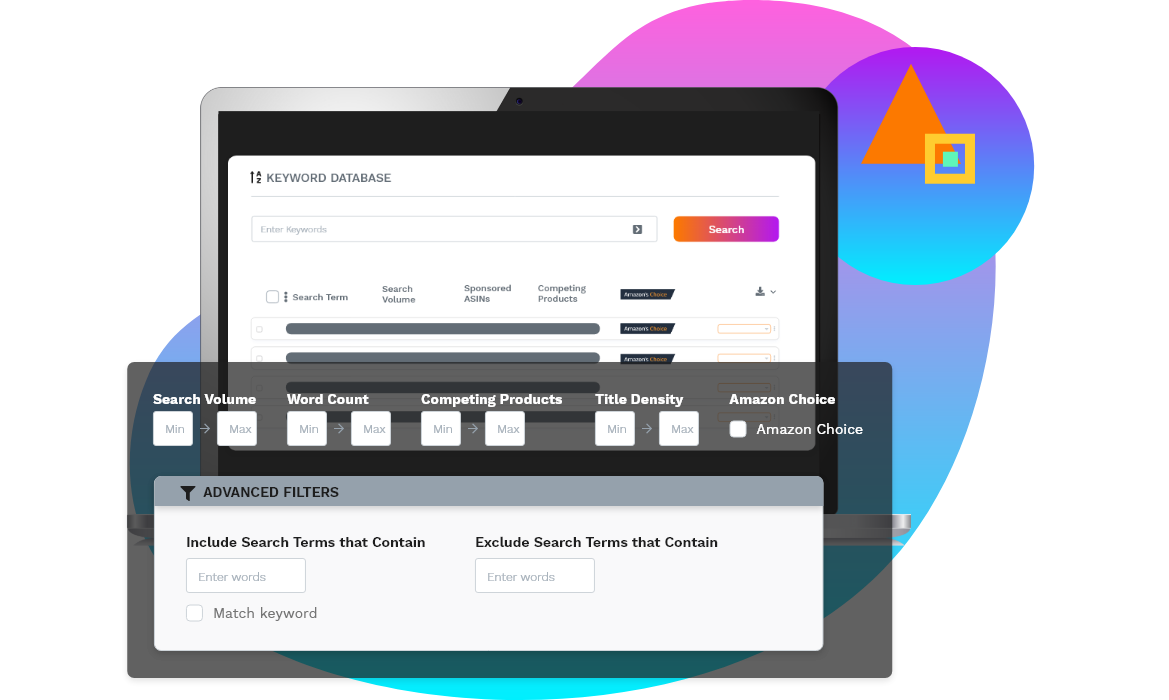 KEYWORD DATABASE
Enter Keywords
Search
Search Term
Search
Volume
Sponsored
ASINs
Competing
Products
Amazon's Choice
Amazon's Choice
Amazon's Choice
Search Volume
Word Count
Competing Products
Title Density
Amazon Choice
Min
Max
Min
Max
Min
Max
Min
Max
Amazon Choice
ADVANCED FILTERS
Include Search Terms that Contain
Exclude Search Terms that Contain
Enter words
Enter words
Match keyword